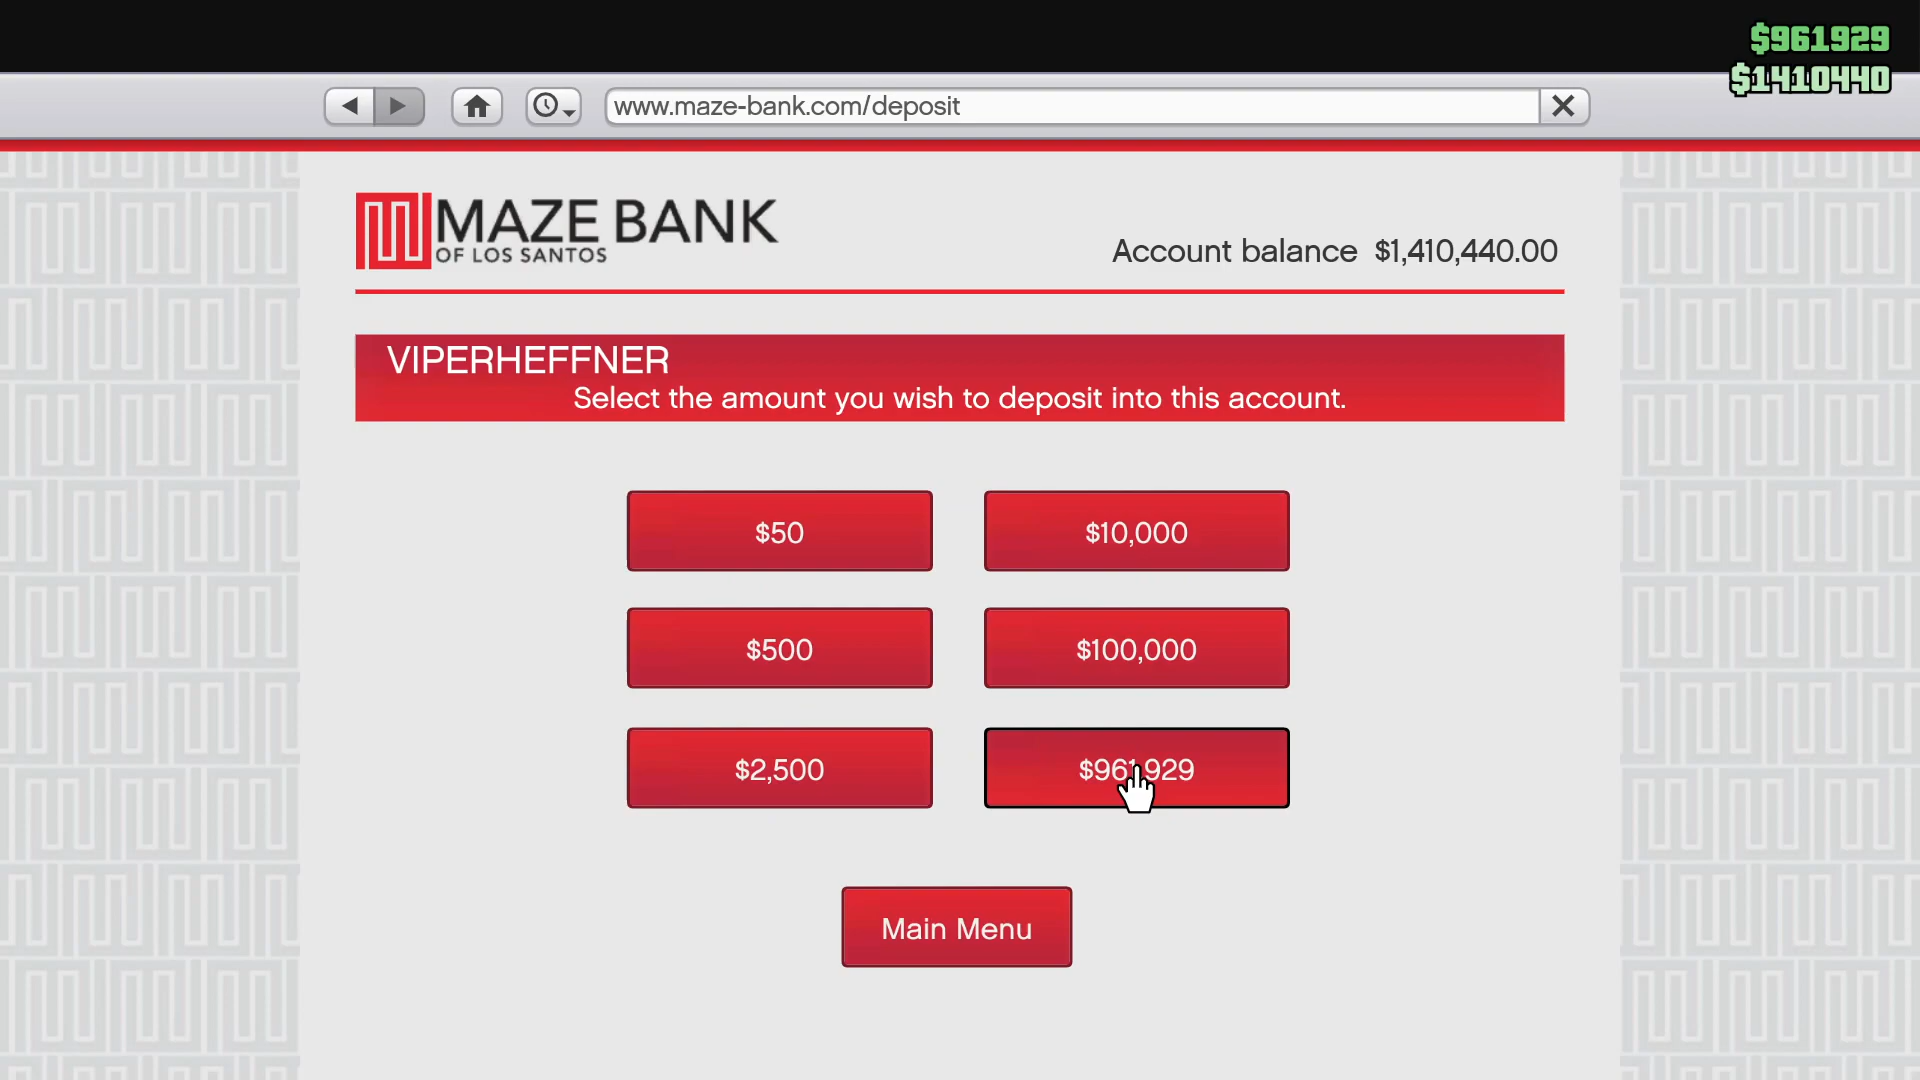 $961929
$1410440
www.maze-bank.com/deposit
MAZE BANK
OF LOS SANTOS
Account balance $1,410,440.00
VIPERHEFFNER
Select the amount you wish to deposit into this account.
$50
$10,000
$500
$100,000
$2,500
$961,929
Main Menu